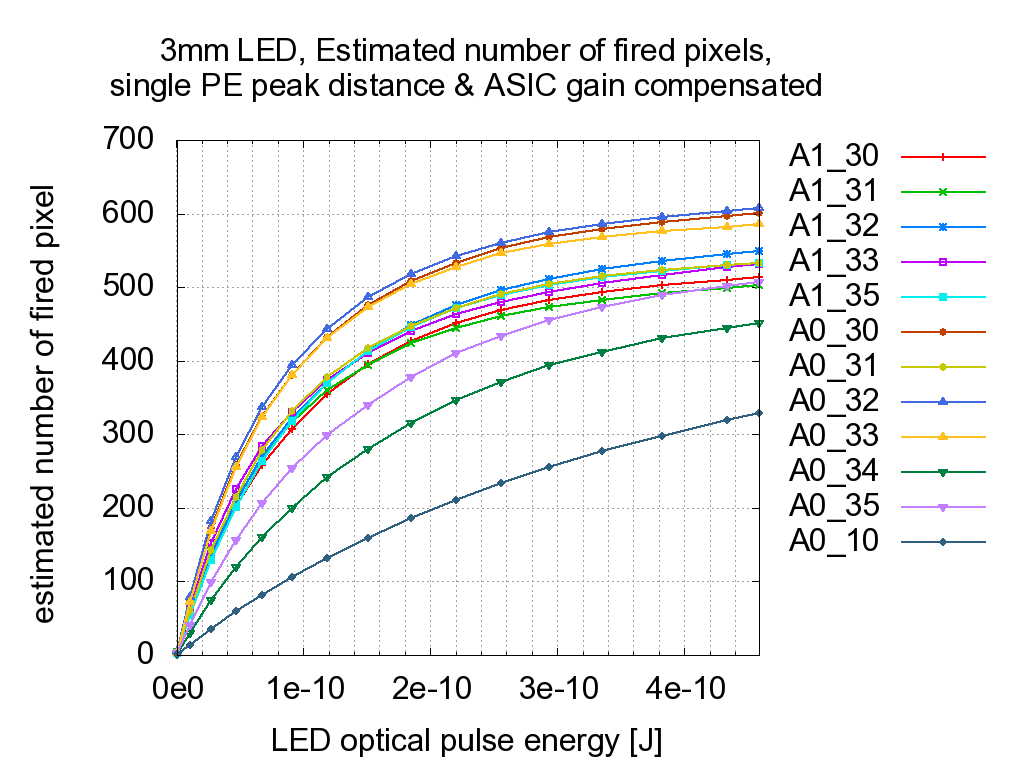 3mm LED, Estimated number of fired pixels,
single PE peak distance & ASIC gain compensated
estimated number of fired pixel
700
600
500
400
300
200
100
0
0e0
1e-10
2e-10
3e-10
4e-10
LED optical pulse energy [J]
A1_30
A1_31
A1_32
A1_33
A1_35
A0_30
A0_31
A0_32
A0_33
A0_34
A0_35
A0_10